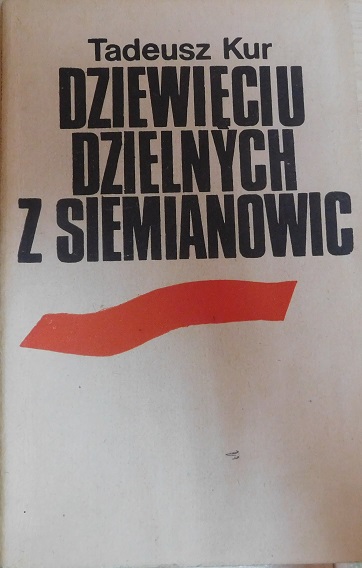 Tadeusz Kur
DZIEWIĘCIU
DZIELNYCH
Z SIEMIANOWIC